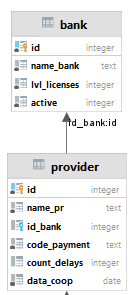 bank
id integer
name_bank text
lvl_licenses integer
active integer
id_bank:id
provider
id integer
name_pr text
id_bank integer
code_payment text
count_delays integer
data_coop date